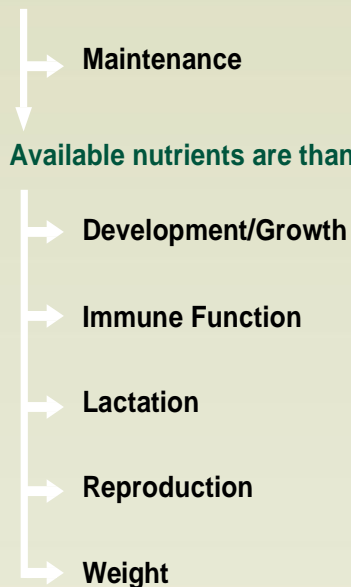 Maintenance
Available nutrients are than
Development/Growth
Immune Function
Lactation
Reproduction
Weight